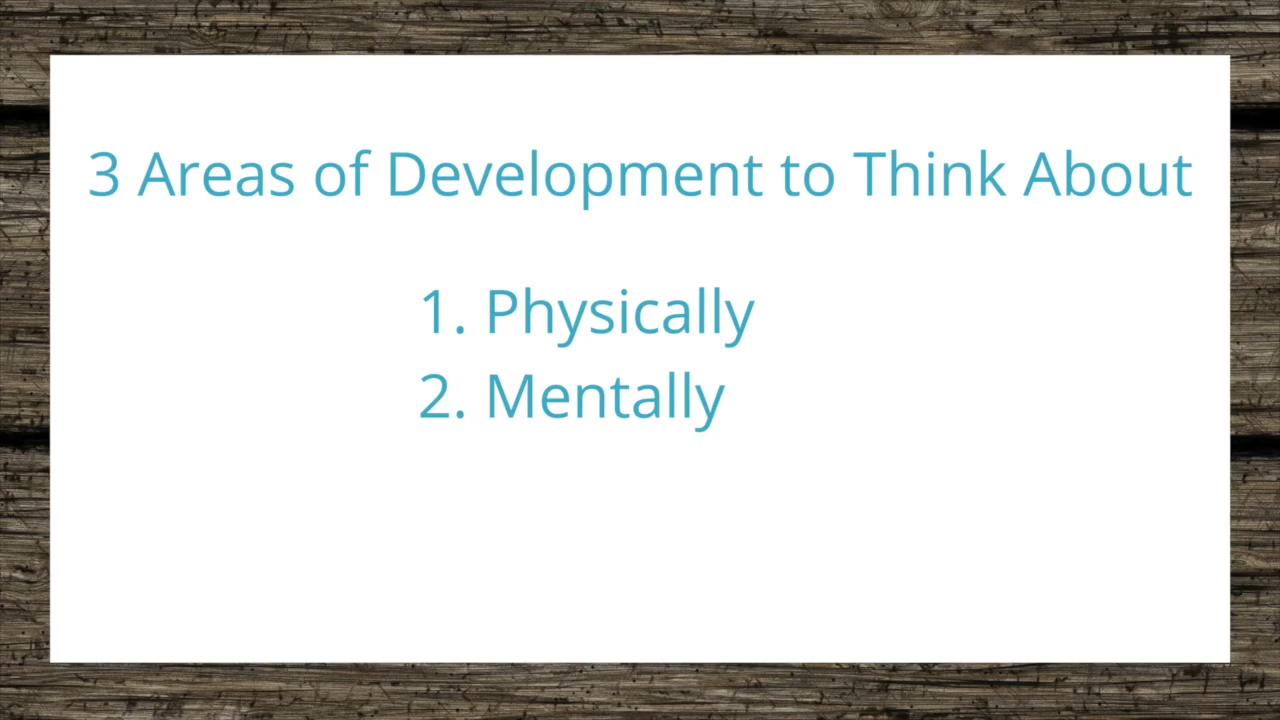 3 Areas of Development to Think About
1. Physically
2. Mentally